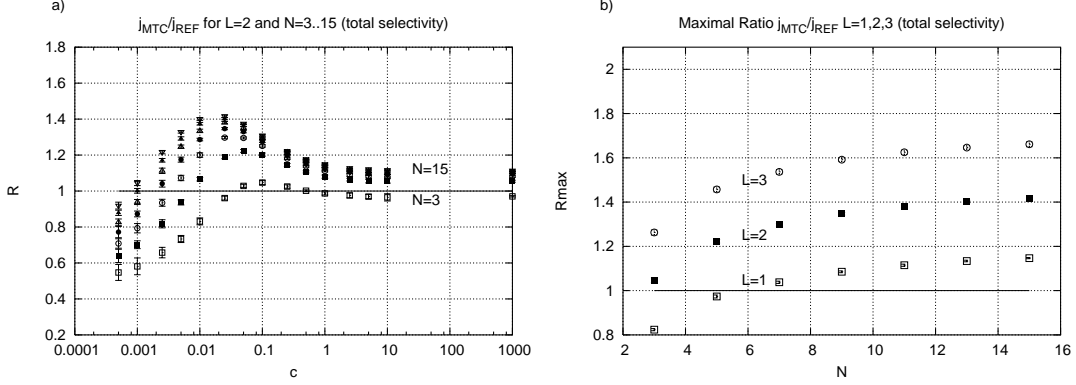 a)
j_MTC/j_REF for L=2 and N=3..15 (total selectivity)
1.8
1.6
1.4
1.2
1
0.8
0.6
0.4
0.2
R
N=15
N=3
0.0001 0.001 0.01 0.1 1 10 100 1000
c
b)
Maximal Ratio j_MTC/j_REF L=1,2,3 (total selectivity)
2
1.8
1.6
1.4
1.2
1
0.8
Rmax
L=3
L=2
L=1
2 4 6 8 10 12 14 16
N